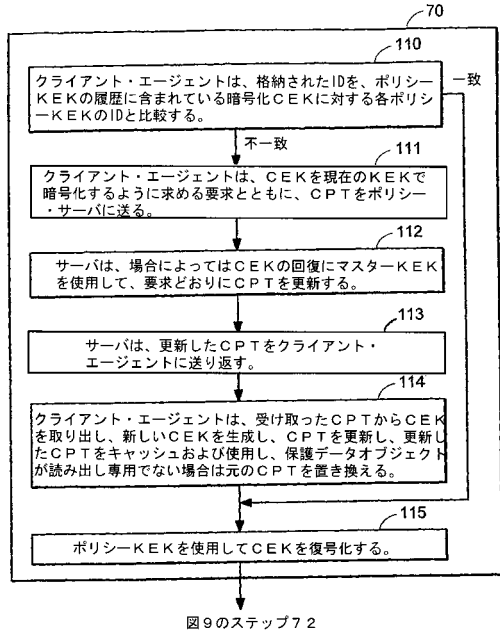 70
110
クライアント・エージェントは、格納されたIDを、ポリシー
KEKの履歴に含まれている暗号化CEKに対する各ポリシ
ーKEKのIDと比較する。
一致
不一致
111
クライアント・エージェントは、CEKを現在のKEKで
暗号化するように求める要求とともに、CPTをポリシー
・サーバに送る。
112
サーバは、場合によってはCEKの回復にマスターKEK
を使用して、要求どおりにCPTを更新する。
113
サーバは、更新したCPTをクライアント・
エージェントに送り返す。
114
クライアント・エージェントは、受け取ったCPTからCEK
を取り出し、新しいCEKを生成し、CPTを更新し、更新し
たCPTをキャッシュおよび使用し、保護データオブジェクト
が読み出し専用でない場合は元のCPTを置き換える。
115
ポリシーKEKを使用してCEKを復号化する。
図9のステップ72